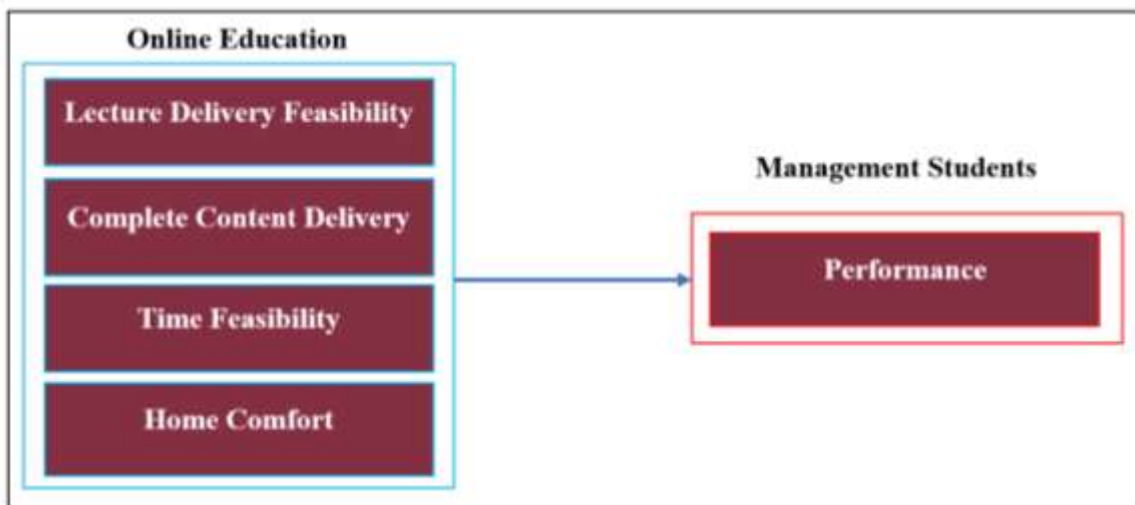 Online Education
Lecture Delivery Feasibility
Complete Content Delivery
Time Feasibility
Home Comfort
Management Students
Performance